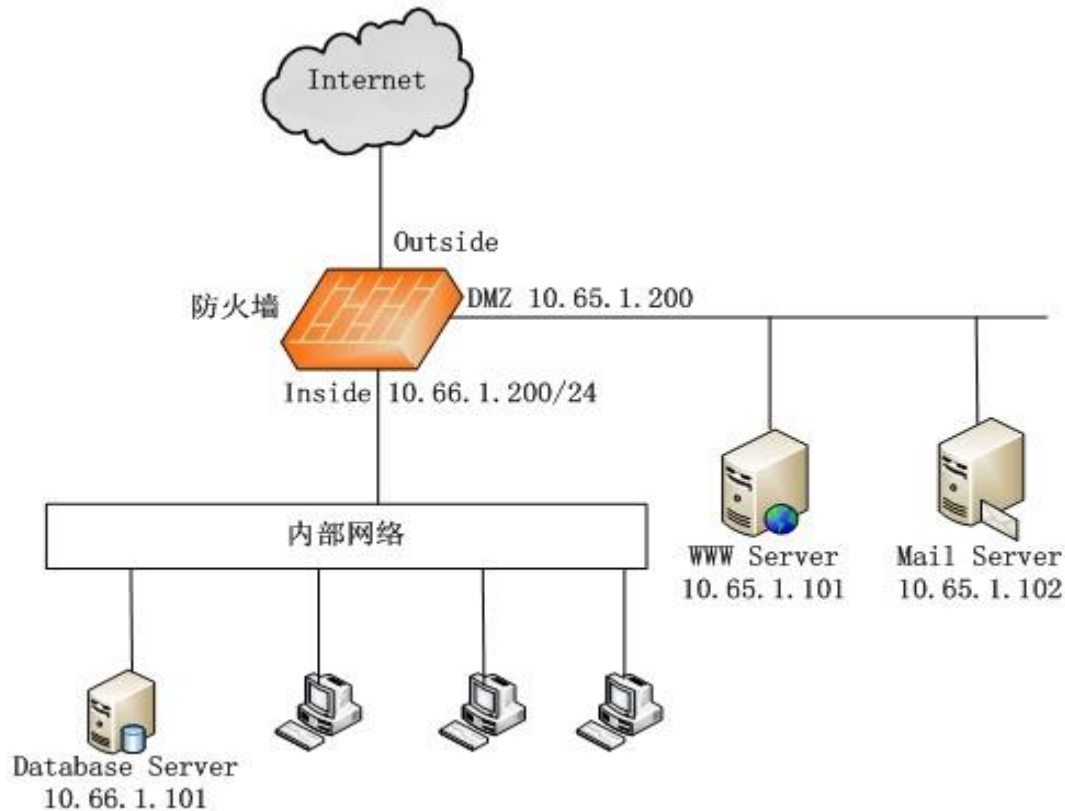 Internet
Outside
防火墙
DMZ 10.65.1.200
Inside 10.66.1.200/24
内部网络
WWW Server
10.65.1.101
Mail Server
10.65.1.102
Database Server
10.66.1.101